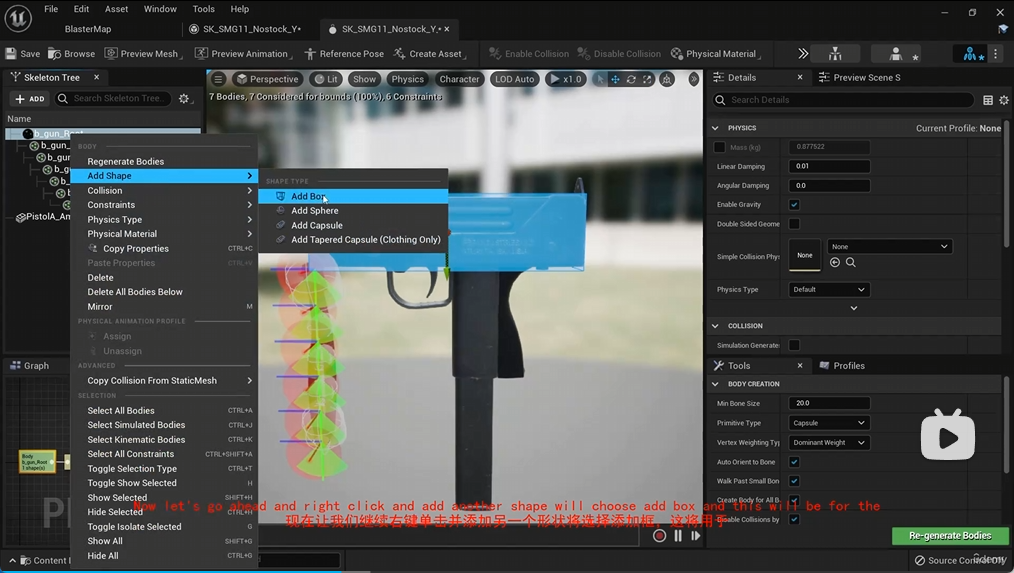 File Edit Asset Window Tools Help
BlasterMap
SK_SMG11_Nostock_Y*
SK_SMG11_Nostock_Y.*
Save
Browse
Preview Mesh
Preview Animation
Reference Pose
Create Asset
Enable Collision
Disable Collision
Physical Material
Skeleton Tree
ADD
Search Skeleton Tree...
Name
b_gun_Root
b_gun_
b_gun
b_gu
b_g
b_
b
PistolA_Am
Perspective
Lit
Show
Physics
Character
LOD Auto
x1.0
7 Bodies, 7 Considered for bounds (100%), 6 Constraints
BODY
Regenerate Bodies
Add Shape
Collision
Constraints
Physics Type
Physical Material
Copy Properties CTRL+C
Paste Properties CTRL+V
Delete
Delete All Bodies Below
Mirror M
PHYSICAL ANIMATION PROFILE
Assign
Unassign
ADVANCED
Copy Collision From StaticMesh
SELECTION
Select All Bodies CTRL+A
Select Simulated Bodies CTRL+J
Select Kinematic Bodies CTRL+K
Select All Constraints CTRL+SHIFT+A
Toggle Selection Type CTRL+T
Toggle Show Selected H
Show Selected SHIFT+H
Hide Selected CTRL+H
Toggle Isolate Selected G
Show All SHIFT+G
Hide All CTRL+G
SHAPE TYPE
Add Box
Add Sphere
Add Capsule
Add Tapered Capsule (Clothing Only)
Graph
Body
b_gun_Root
1 shape(s)
PH
Content
Details
Preview Scene S
Search Details
PHYSICS
Current Profile: None
Mass (kg) 0.877522
Linear Damping 0.01
Angular Damping 0.0
Enable Gravity
Double Sided Geome
Simple Collision Phys
None
None
Physics Type Default
COLLISION
Simulation Generate
Tools
Profiles
BODY CREATION
Min Bone Size 20.0
Primitive Type Capsule
Vertex Weighting Typ Dominant Weight
Auto Orient to Bone
Walk Past Small Bon
Create Body For All B
Disable Collisions by
Re-generate Bodies
Source Control Off
Udemy
Now let's go ahead and right click and add another shape will choose add box and this will be for the
现在让我们继续右键单击并添加另一个形状将选择添加框，这将用于